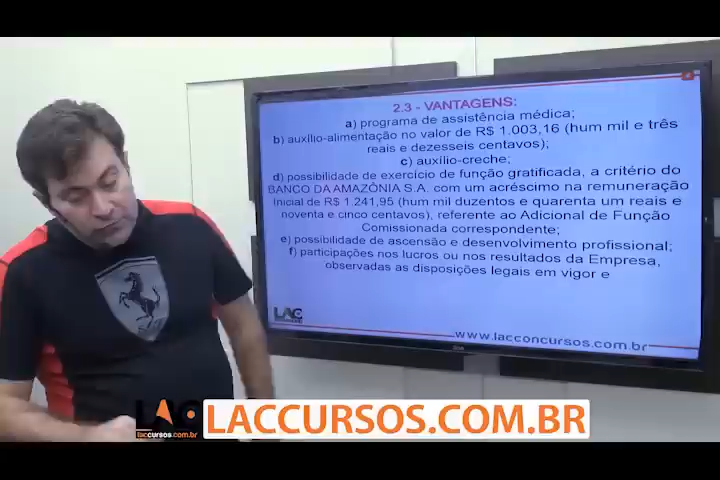 2.3 - VANTAGENS:
a) programa de assistência médica;
b) auxílio-alimentação no valor de R$ 1.003,16 (hum mil e três
reais e dezesseis centavos);
c) auxílio-creche;
d) possibilidade de exercício de função gratificada, a critério do
BANCO DA AMAZÔNIA S.A. com um acréscimo na remuneração
Inicial de R$ 1.241,95 (hum mil duzentos e quarenta um reais e
noventa e cinco centavos), referente ao Adicional de Função
Comissionada correspondente;
e) possibilidade de ascensão e desenvolvimento profissional;
f) participações nos lucros ou nos resultados da Empresa,
observadas as disposições legais em vigor e
LAC
www.lacconcursos.com.br
LAC
laccursos.com.br
LACCURSOS.COM.BR